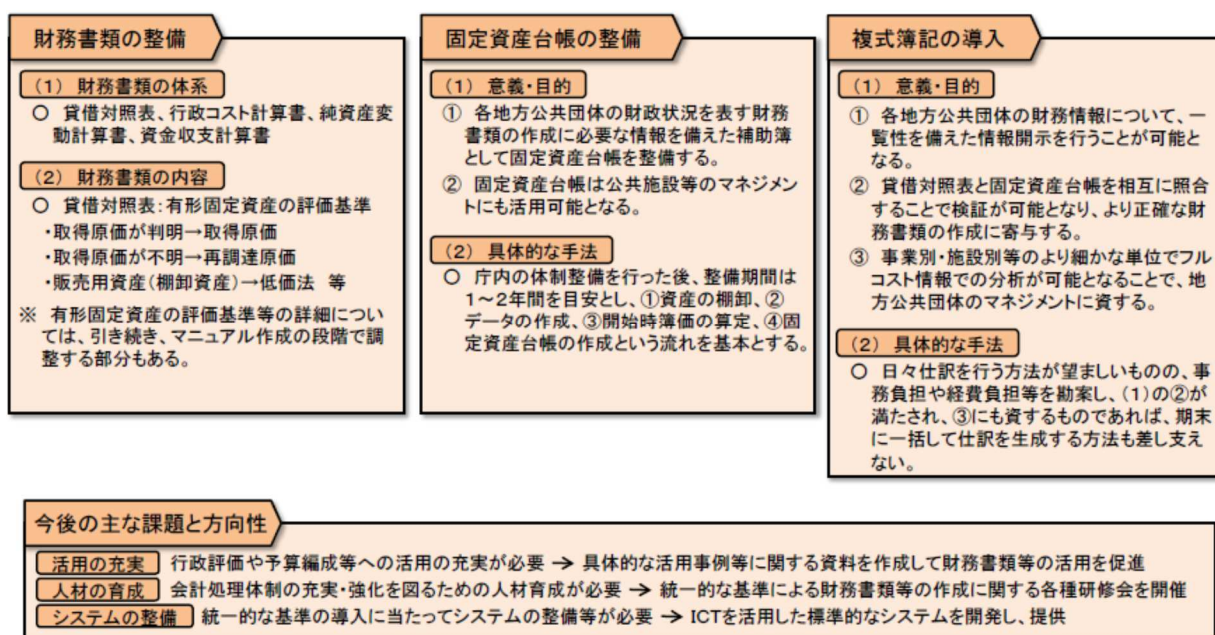 財務書類の整備
(1) 財務書類の体系
○ 貸借対照表、行政コスト計算書、純資産変
動計算書、資金収支計算書
(2) 財務書類の内容
○ 貸借対照表:有形固定資産の評価基準
・取得原価が判明→取得原価
・取得原価が不明→再調達原価
・販売用資産(棚卸資産)→低価法 等
※ 有形固定資産の評価基準等の詳細につい
ては、引き続き、マニュアル作成の段階で調
整する部分もある。
固定資産台帳の整備
(1) 意義・目的
① 各地方公共団体の財政状況を表す財務
書類の作成に必要な情報を備えた補助簿
として固定資産台帳を整備する。
② 固定資産台帳は公共施設等のマネジメン
トにも活用可能となる。
(2) 具体的な手法
○ 庁内の体制整備を行った後、整備期間は
1~2年間を目安とし、①資産の棚卸、②
データの作成、③開始時簿価の算定、④固
定資産台帳の作成という流れを基本とする。
複式簿記の導入
(1) 意義・目的
① 各地方公共団体の財務情報について、一
覧性を備えた情報開示を行うことが可能と
なる。
② 貸借対照表と固定資産台帳を相互に照合
することで検証が可能となり、より正確な財
務書類の作成に寄与する。
③ 事業別・施設別等のより細かな単位でフル
コスト情報での分析が可能となることで、地
方公共団体のマネジメントに資する。
(2) 具体的な手法
○ 日々仕訳を行う方法が望ましいものの、事
務負担や経費負担等を勘案し、(1)の②が
満たされ、③にも資するものであれば、期末
に一括して仕訳を生成する方法も差し支え
ない。
今後の主な課題と方向性
活用の充実 行政評価や予算編成等への活用の充実が必要 → 具体的な活用事例等に関する資料を作成して財務書類等の活用を促進
人材の育成 会計処理体制の充実・強化を図るための人材育成が必要 → 統一的な基準による財務書類等の作成に関する各種研修会を開催
システムの整備 統一的な基準の導入に当たってシステムの整備等が必要 → ICTを活用した標準的なシステムを開発し、提供